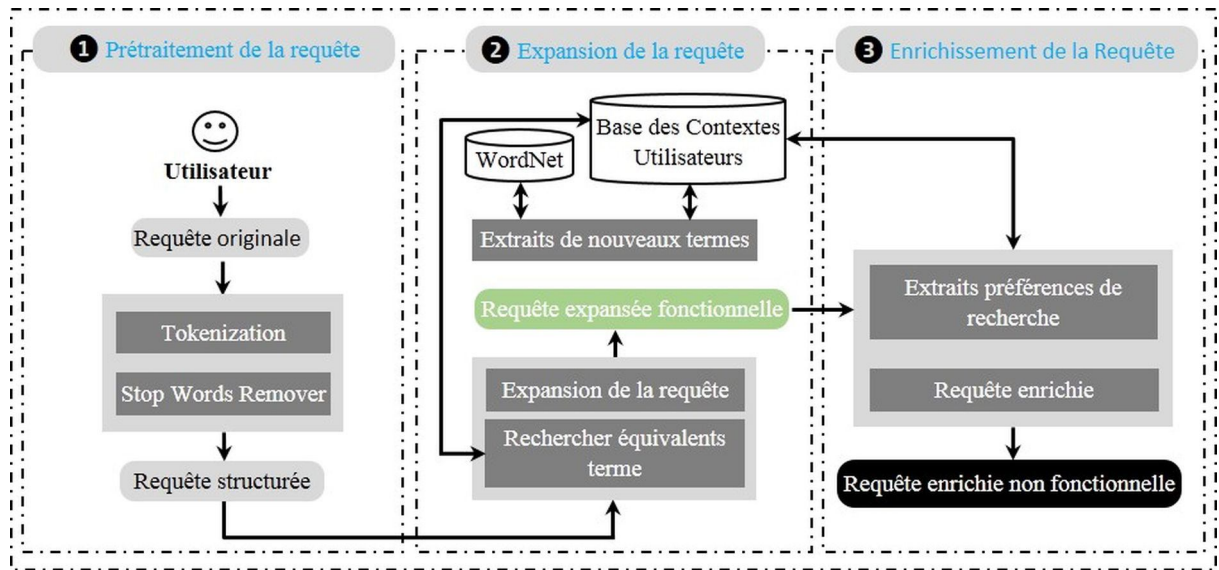 ❶ Prétraitement de la requête
Utilisateur
Requête originale
Tokenization
Stop Words Remover
Requête structurée
❷ Expansion de la requête
Base des Contextes
Utilisateurs
WordNet
Extraits de nouveaux termes
Requête expansée fonctionnelle
Expansion de la requête
Rechercher équivalents
terme
❸ Enrichissement de la Requête
Extraits préférences de
recherche
Requête enrichie
Requête enrichie non fonctionnelle